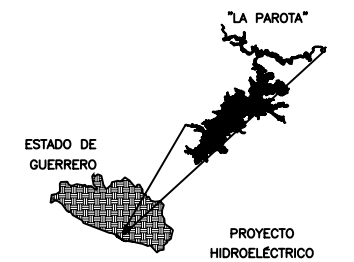 "LA PAROTA"
ESTADO DE
GUERRERO
PROYECTO
HIDROELÉCTRICO